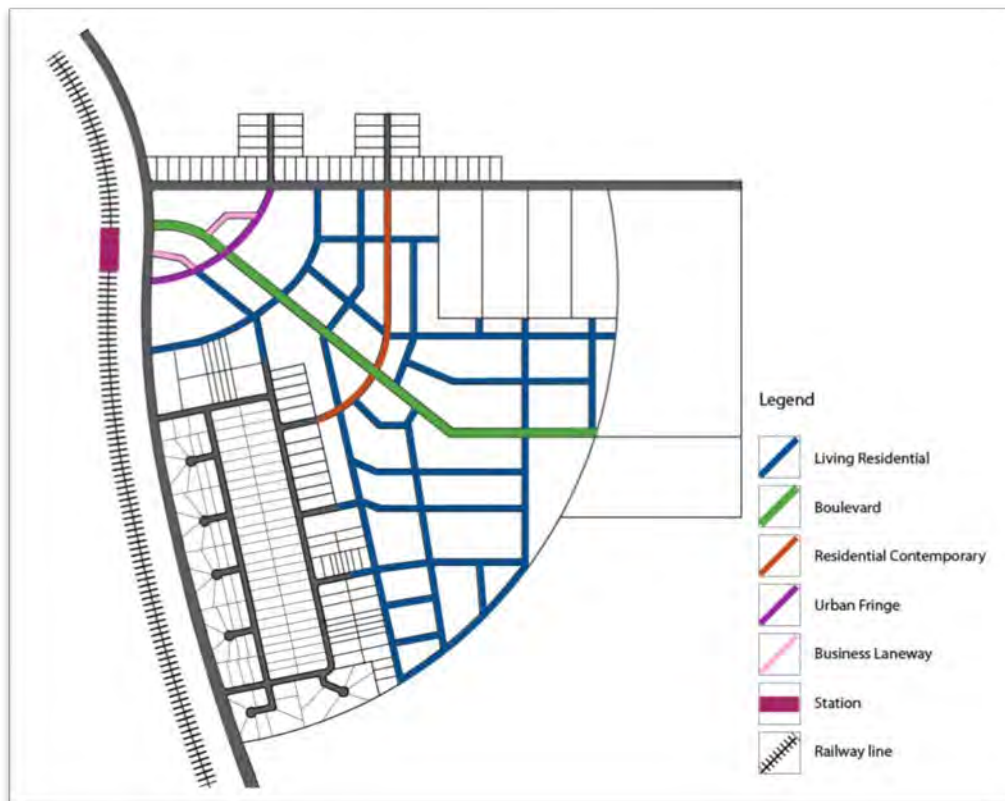 Legend
Living Residential
Boulevard
Residential Contemporary
Urban Fringe
Business Laneway
Station
Railway line